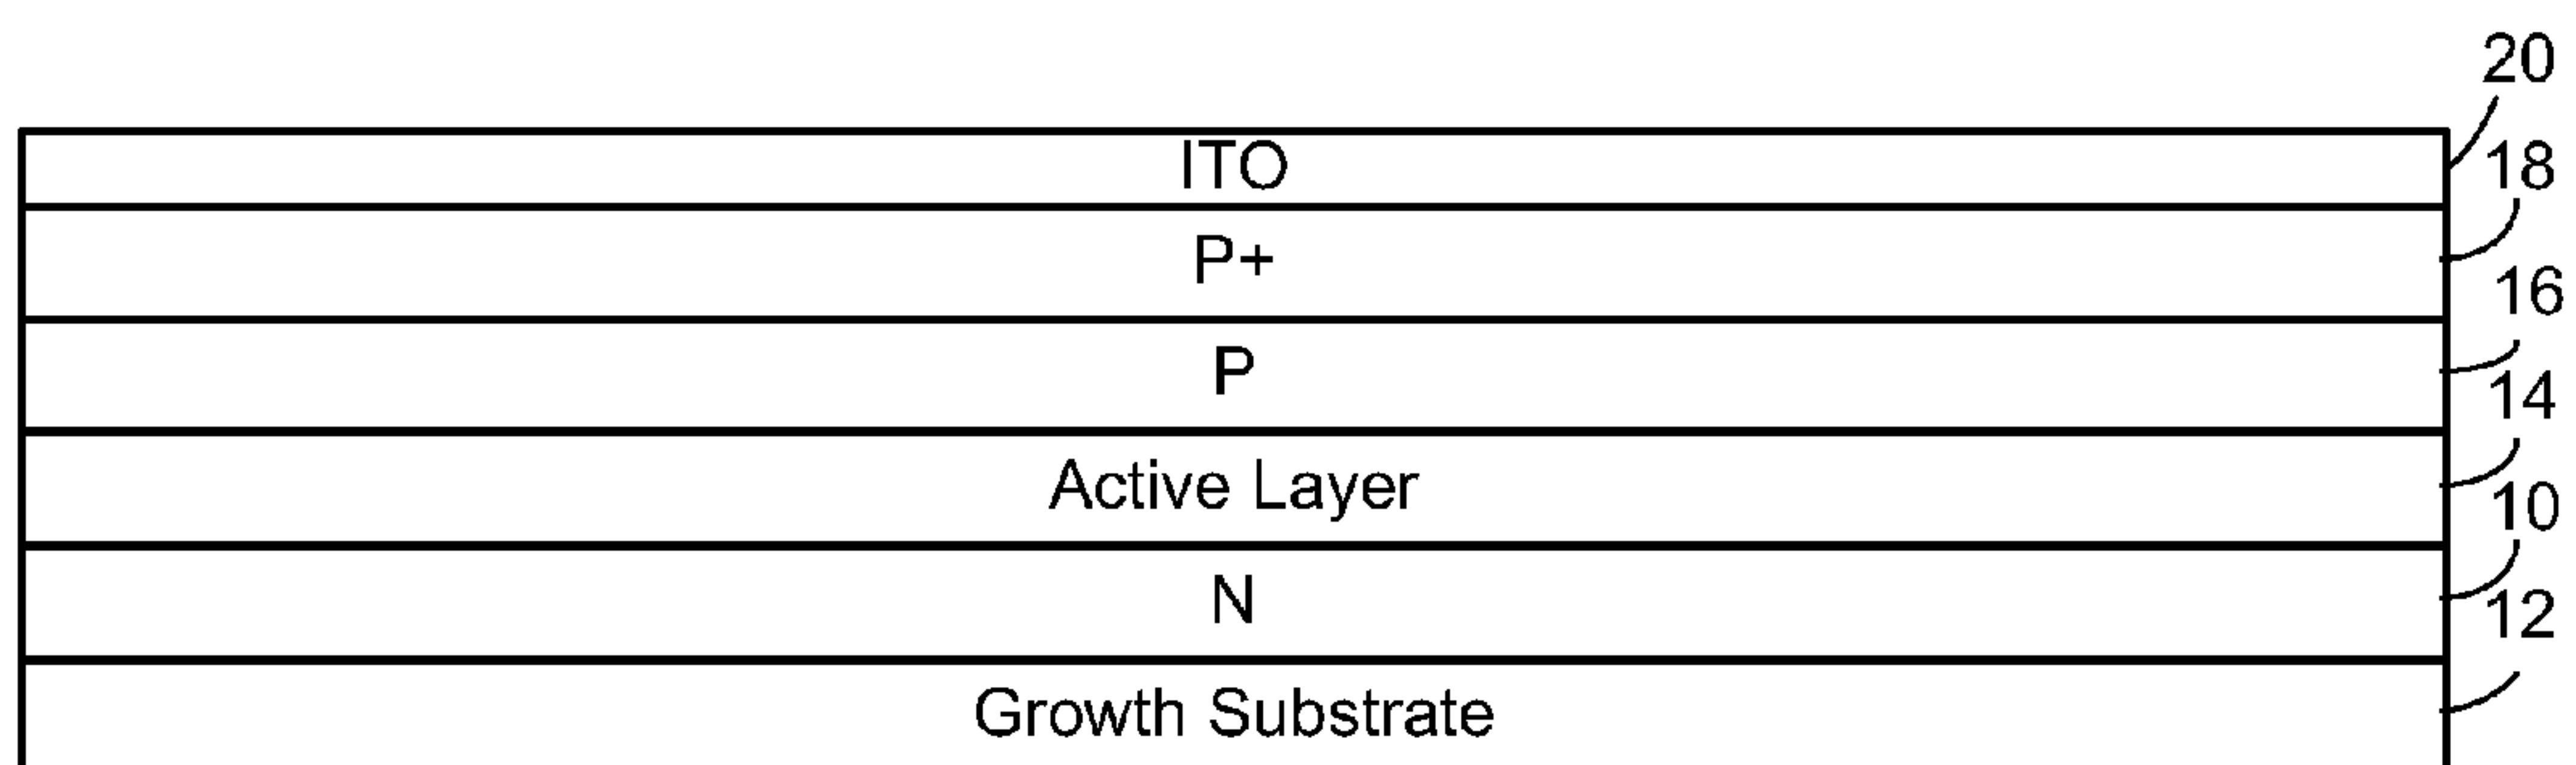 20
ITO
18
P+
16
P
14
Active Layer
10
N
12
Growth Substrate